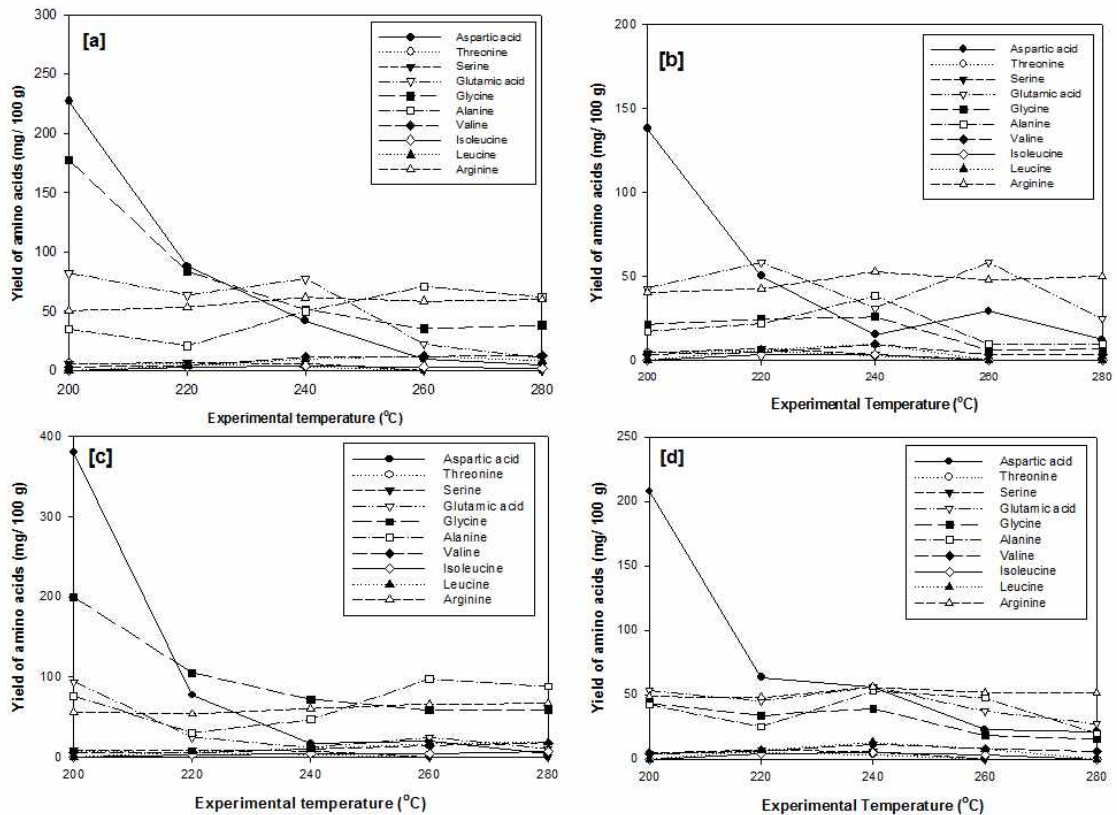 [a]
300
250
200
150
100
50
0
Yield of amino acids (mg/ 100 g)
200 220 240 260 280
Experimental temperature (°C)
Aspartic acid
Threonine
Serine
Glutamic acid
Glycine
Alanine
Valine
Isoleucine
Leucine
Arginine
[b]
200
150
100
50
0
Yield of amino acids (mg/ 100 g)
200 220 240 260 280
Experimental Temperature (°C)
Aspartic acid
Threonine
Serine
Glutamic acid
Glycine
Alanine
Valine
Isoleucine
Leucine
Arginine
[c]
400
300
200
100
0
Yield of amino acids (mg/ 100 g)
200 220 240 260 280
Experimental temperature (°C)
Aspartic acid
Threonine
Serine
Glutamic acid
Glycine
Alanine
Valine
Isoleucine
Leucine
Arginine
[d]
250
200
150
100
50
0
Yield of amino acids (mg/ 100 g)
200 220 240 260 280
Experimental Temperature (°C)
Aspartic acid
Threonine
Serine
Glutamic acid
Glycine
Alanine
Valine
Isoleucine
Leucine
Arginine